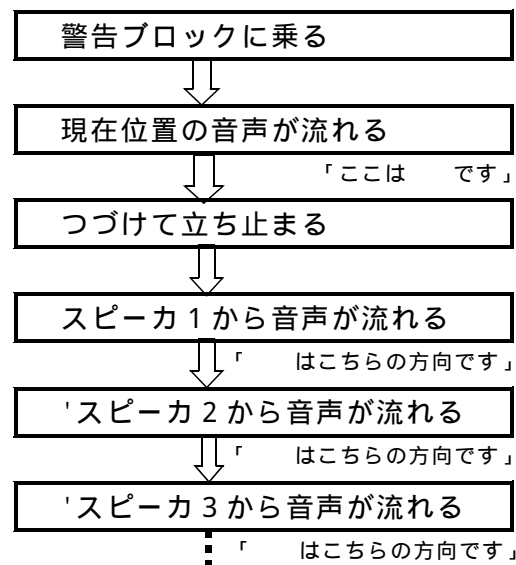 警告ブロックに乗る
現在位置の音声が流れる
「ここは　　です」
つづけて立ち止まる
スピーカ1から音声が流れる
「　　はこちらの方向です」
'スピーカ2から音声が流れる
「　　はこちらの方向です」
'スピーカ3から音声が流れる
「　　はこちらの方向です」